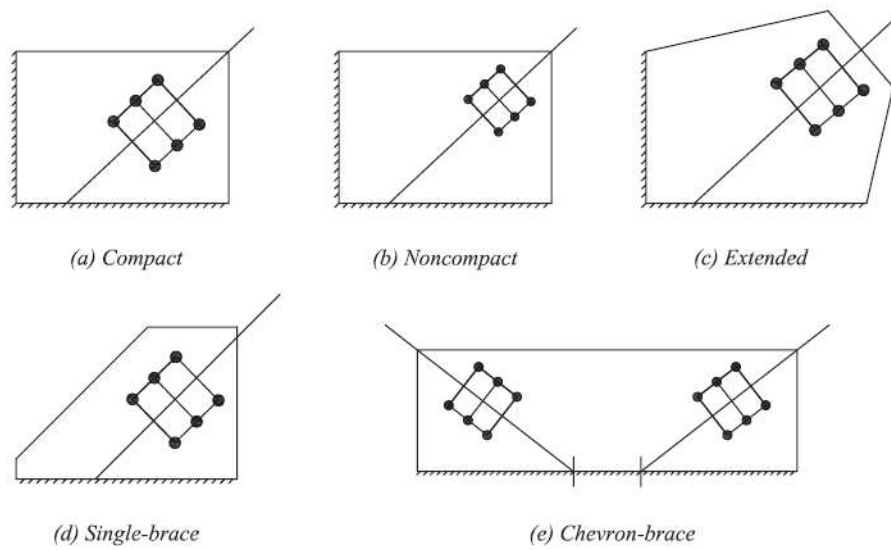 (a) Compact
(b) Noncompact
(c) Extended
(d) Single-brace
(e) Chevron-brace